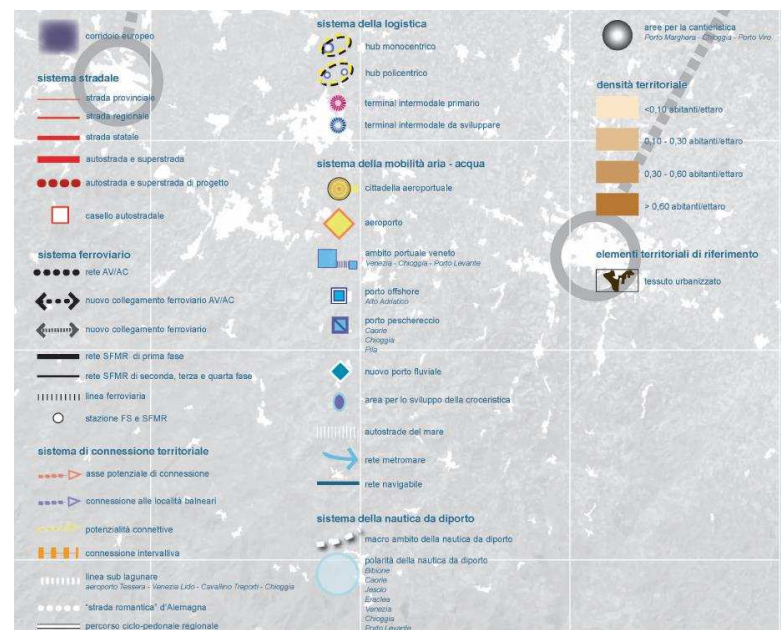 corridoio europeo
sistema stradale
strada provinciale
strada regionale
strada statale
autostrada e superstrada
autostrada e superstrada di progetto
casello autostradale
sistema ferroviario
rete AV/AC
nuovo collegamento ferroviario AV/AC
nuovo collegamento ferroviario
rete SFMR di prima fase
rete SFMR di seconda, terza e quarta fase
linea ferroviaria
stazione FS e SFMR
sistema di connessione territoriale
asse potenziale di connessione
connessione alle località balneari
potenzialità connettive
connessione intervalliva
linea sub lagunare
aeroporto Tessera - Venezia Lido - Cavallino Treporti - Chioggia
"strada romantica" d'Alemagna
percorso ciclo-pedonale regionale
sistema della logistica
hub monocentrico
hub policentrico
terminal intermodale primario
terminal intermodale da sviluppare
sistema della mobilità aria - acqua
cittadella aeroportuale
aeroporto
ambito portuale veneto
Venezia - Chioggia - Porto Levante
porto offshore
Alto Adriatico
porto peschereccio
Caorle
Chioggia
Pila
nuovo porto fluviale
area per lo sviluppo della croceristica
autostrade del mare
rete metromare
rete navigabile
sistema della nautica da diporto
macro ambito della nautica da diporto
polarità della nautica da diporto
Bibione
Caorle
Jesolo
Eraclea
Venezia
Chioggia
Porto Levante
aree per la cantieristica
Porto Marghera - Chioggia - Porto Viro
densità territoriale
<0,10 abitanti/ettaro
0,10 - 0,30 abitanti/ettaro
0,30 - 0,60 abitanti/ettaro
> 0,60 abitanti/ettaro
elementi territoriali di riferimento
tessuto urbanizzato